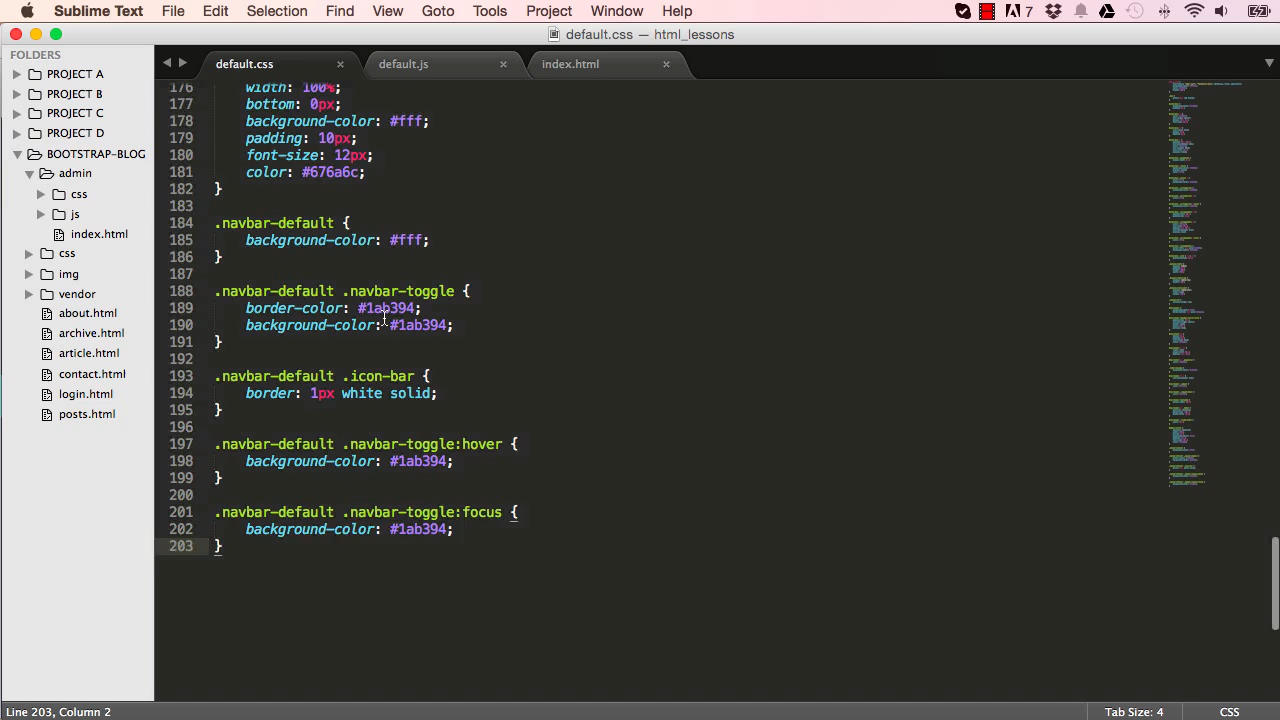 Sublime Text File Edit Selection Find View Goto Tools Project Window Help 7
default.css — html_lessons
FOLDERS
PROJECT A
PROJECT B
PROJECT C
PROJECT D
BOOTSTRAP-BLOG
admin
css
js
index.html
css
img
vendor
about.html
archive.html
article.html
contact.html
login.html
posts.html
default.css
default.js
index.html
176 width: 100%;
177 bottom: 0px;
178 background-color: #fff;
179 padding: 10px;
180 font-size: 12px;
181 color: #676a6c;
182 }
183
184 .navbar-default {
185 background-color: #fff;
186 }
187
188 .navbar-default .navbar-toggle {
189 border-color: #1ab394;
190 background-color: #1ab394;
191 }
192
193 .navbar-default .icon-bar {
194 border: 1px white solid;
195 }
196
197 .navbar-default .navbar-toggle:hover {
198 background-color: #1ab394;
199 }
200
201 .navbar-default .navbar-toggle:focus {
202 background-color: #1ab394;
203 }
Line 203, Column 2
Tab Size: 4
CSS